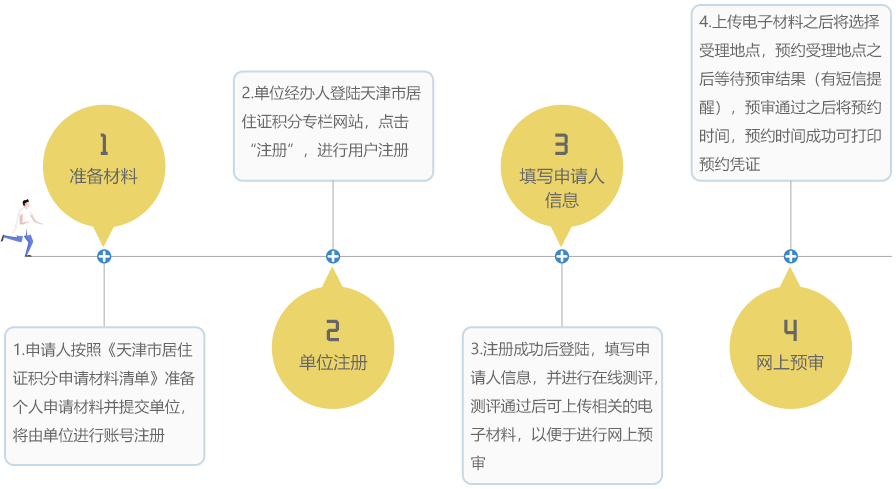 1
准备材料
1.申请人按照《天津市居住
证积分申请材料清单》准备
个人申请材料并提交单位，
将由单位进行账号注册
2.单位经办人登陆天津市居
住证积分专栏网站，点击
“注册”，进行用户注册
2
单位注册
3
填写申请人
信息
3.注册成功后登陆，填写申
请人信息，并进行在线测评，
测评通过后可上传相关的电
子材料，以便于进行网上预
审
4.上传电子材料之后将选择
受理地点，预约受理地点之
后等待预审结果（有短信提
醒），预审通过之后将预约
时间，预约时间成功可打印
预约凭证
4
网上预审